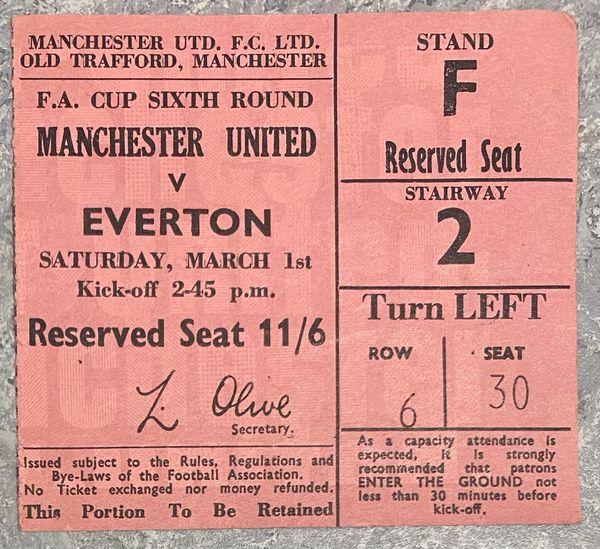 MANCHESTER UTD. F.C. LTD.
OLD TRAFFORD, MANCHESTER
F.A. CUP SIXTH ROUND
MANCHESTER UNITED
V
EVERTON
SATURDAY, MARCH 1st
Kick-off 2-45 p.m.
Reserved Seat 11/6
L. Olive
Secretary.
Issued subject to the Rules, Regulations and
Bye-Laws of the Football Association.
No Ticket exchanged nor money refunded.
This Portion To Be Retained
STAND
F
Reserved Seat
STAIRWAY
2
Turn LEFT
ROW SEAT
6 30
As a capacity attendance is
expected, it is strongly
recommended that patrons
ENTER THE GROUND not
less than 30 minutes before
kick-off.